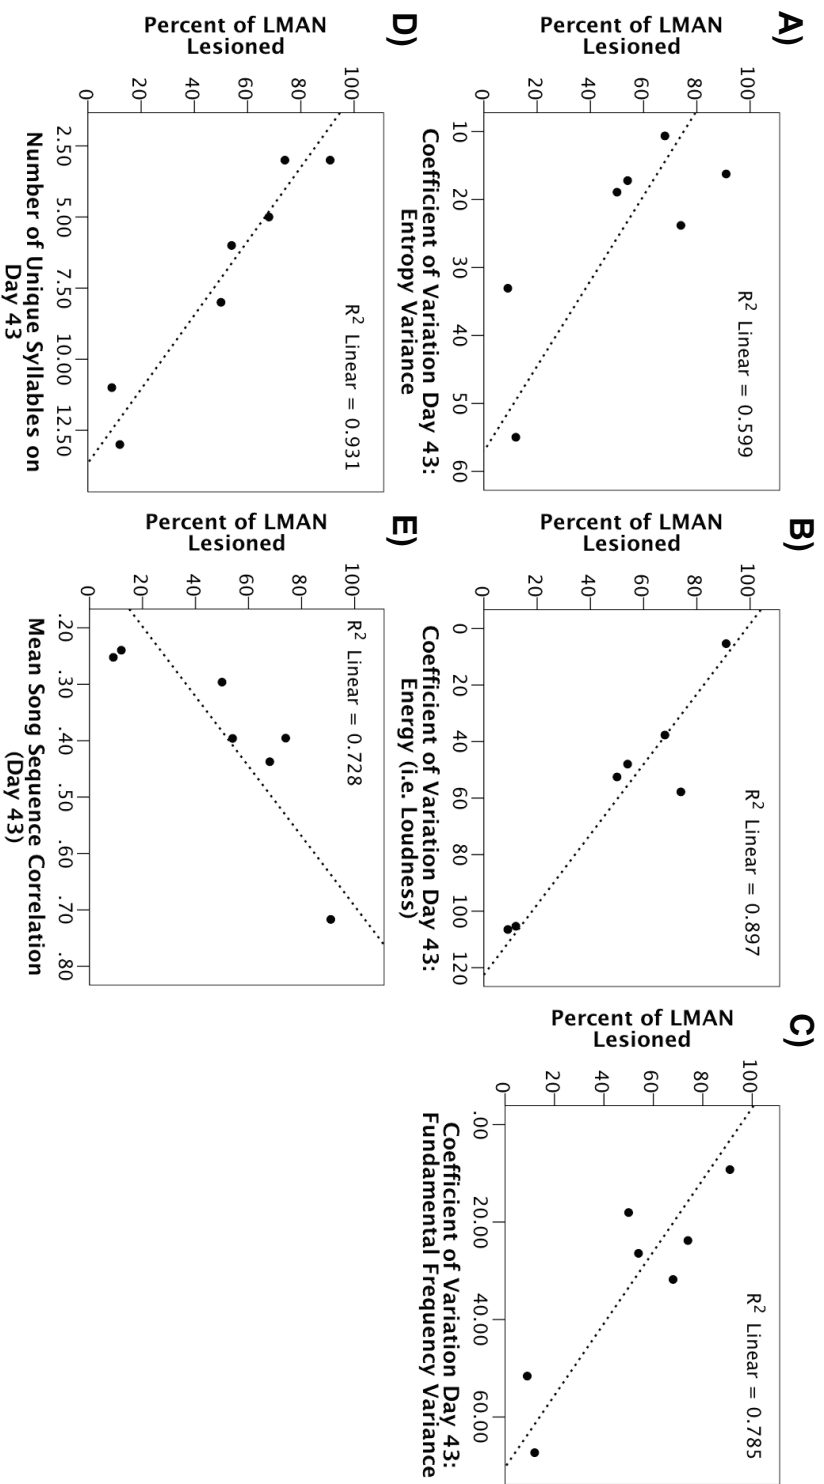 A)
Percent of LMAN
Lesioned
100
80
60
40
20
0
10
20
30
40
50
60
R² Linear = 0.599
Coefficient of Variation Day 43:
Entropy Variance
B)
Percent of LMAN
Lesioned
100
80
60
40
20
0
0
20
40
60
80
100
120
R² Linear = 0.897
Coefficient of Variation Day 43:
Energy (i.e. Loudness)
C)
Percent of LMAN
Lesioned
100
80
60
40
20
0
.00
20.00
40.00
60.00
R² Linear = 0.785
Coefficient of Variation Day 43:
Fundamental Frequency Variance
D)
Percent of LMAN
Lesioned
100
80
60
40
20
0
2.50
5.00
7.50
10.00
12.50
R² Linear = 0.931
Number of Unique Syllables on
Day 43
E)
Percent of LMAN
Lesioned
100
80
60
40
20
0
.20
.30
.40
.50
.60
.70
.80
R² Linear = 0.728
Mean Song Sequence Correlation
(Day 43)